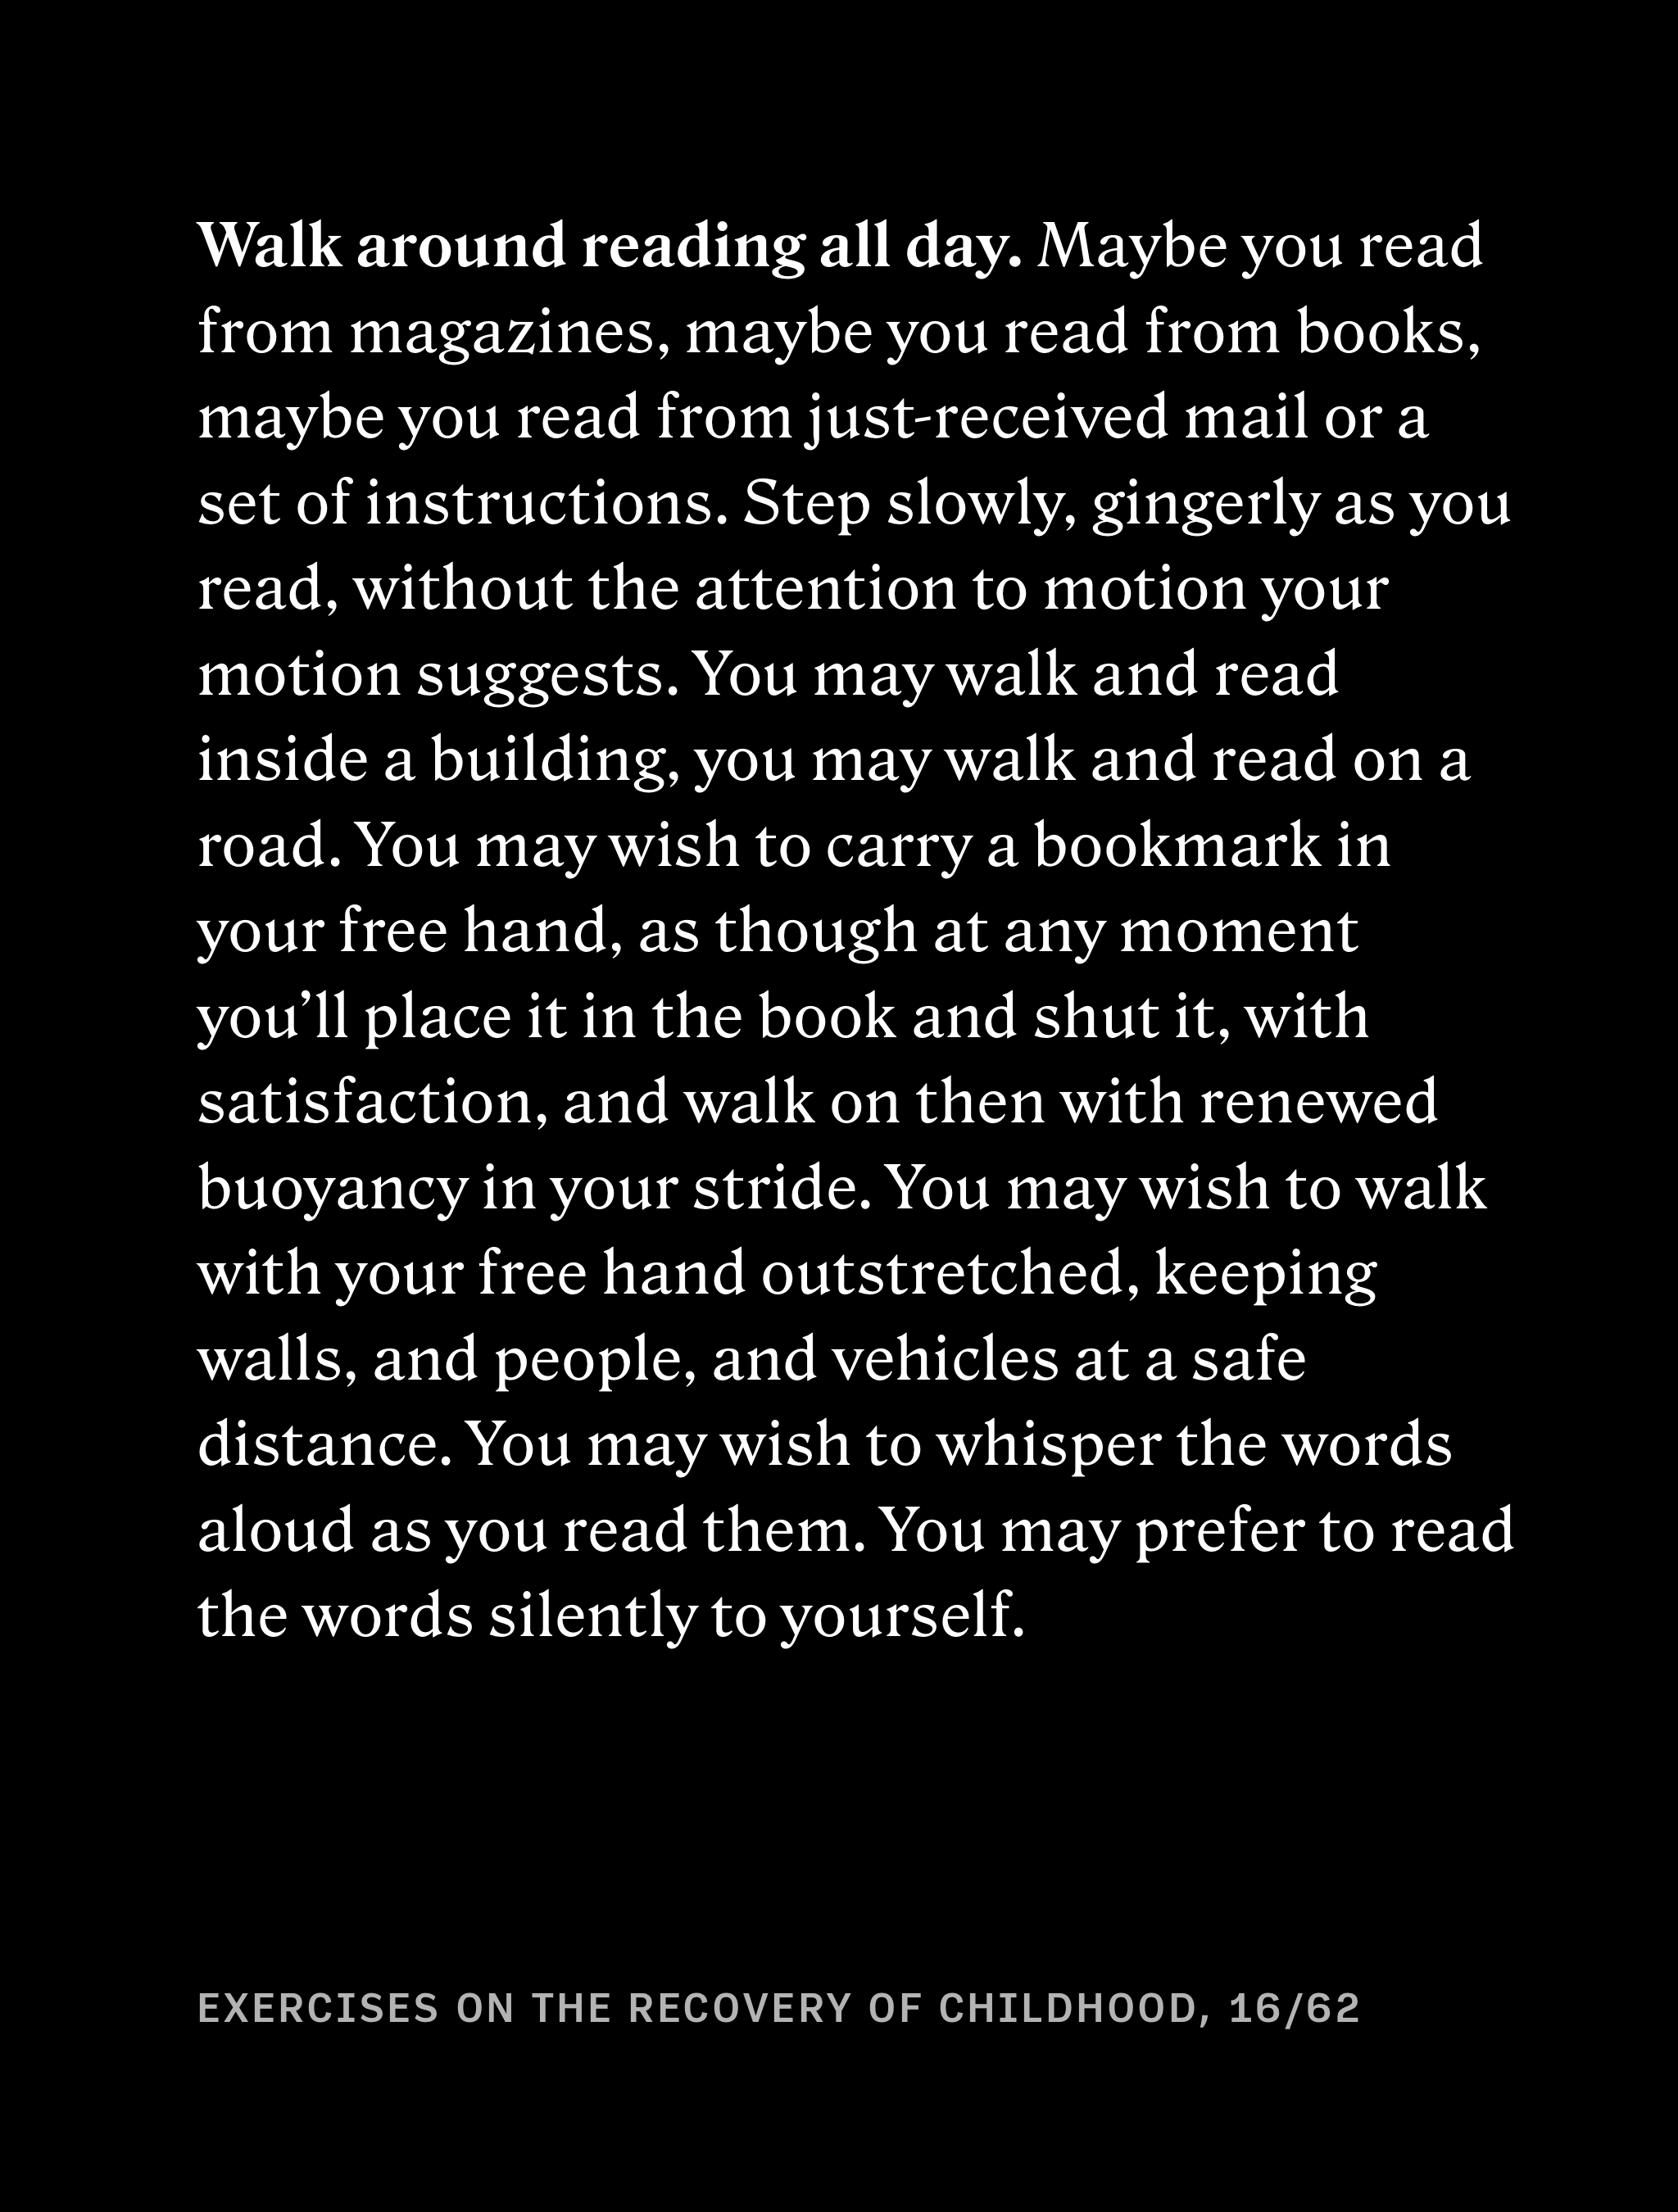 Walk around reading all day. Maybe you read
from magazines, maybe you read from books,
maybe you read from just-received mail or a
set of instructions. Step slowly, gingerly as you
read, without the attention to motion your
motion suggests. You may walk and read
inside a building, you may walk and read on a
road. You may wish to carry a bookmark in
your free hand, as though at any moment
you’ll place it in the book and shut it, with
satisfaction, and walk on then with renewed
buoyancy in your stride. You may wish to walk
with your free hand outstretched, keeping
walls, and people, and vehicles at a safe
distance. You may wish to whisper the words
aloud as you read them. You may prefer to read
the words silently to yourself.
EXERCISES ON THE RECOVERY OF CHILDHOOD, 16/62